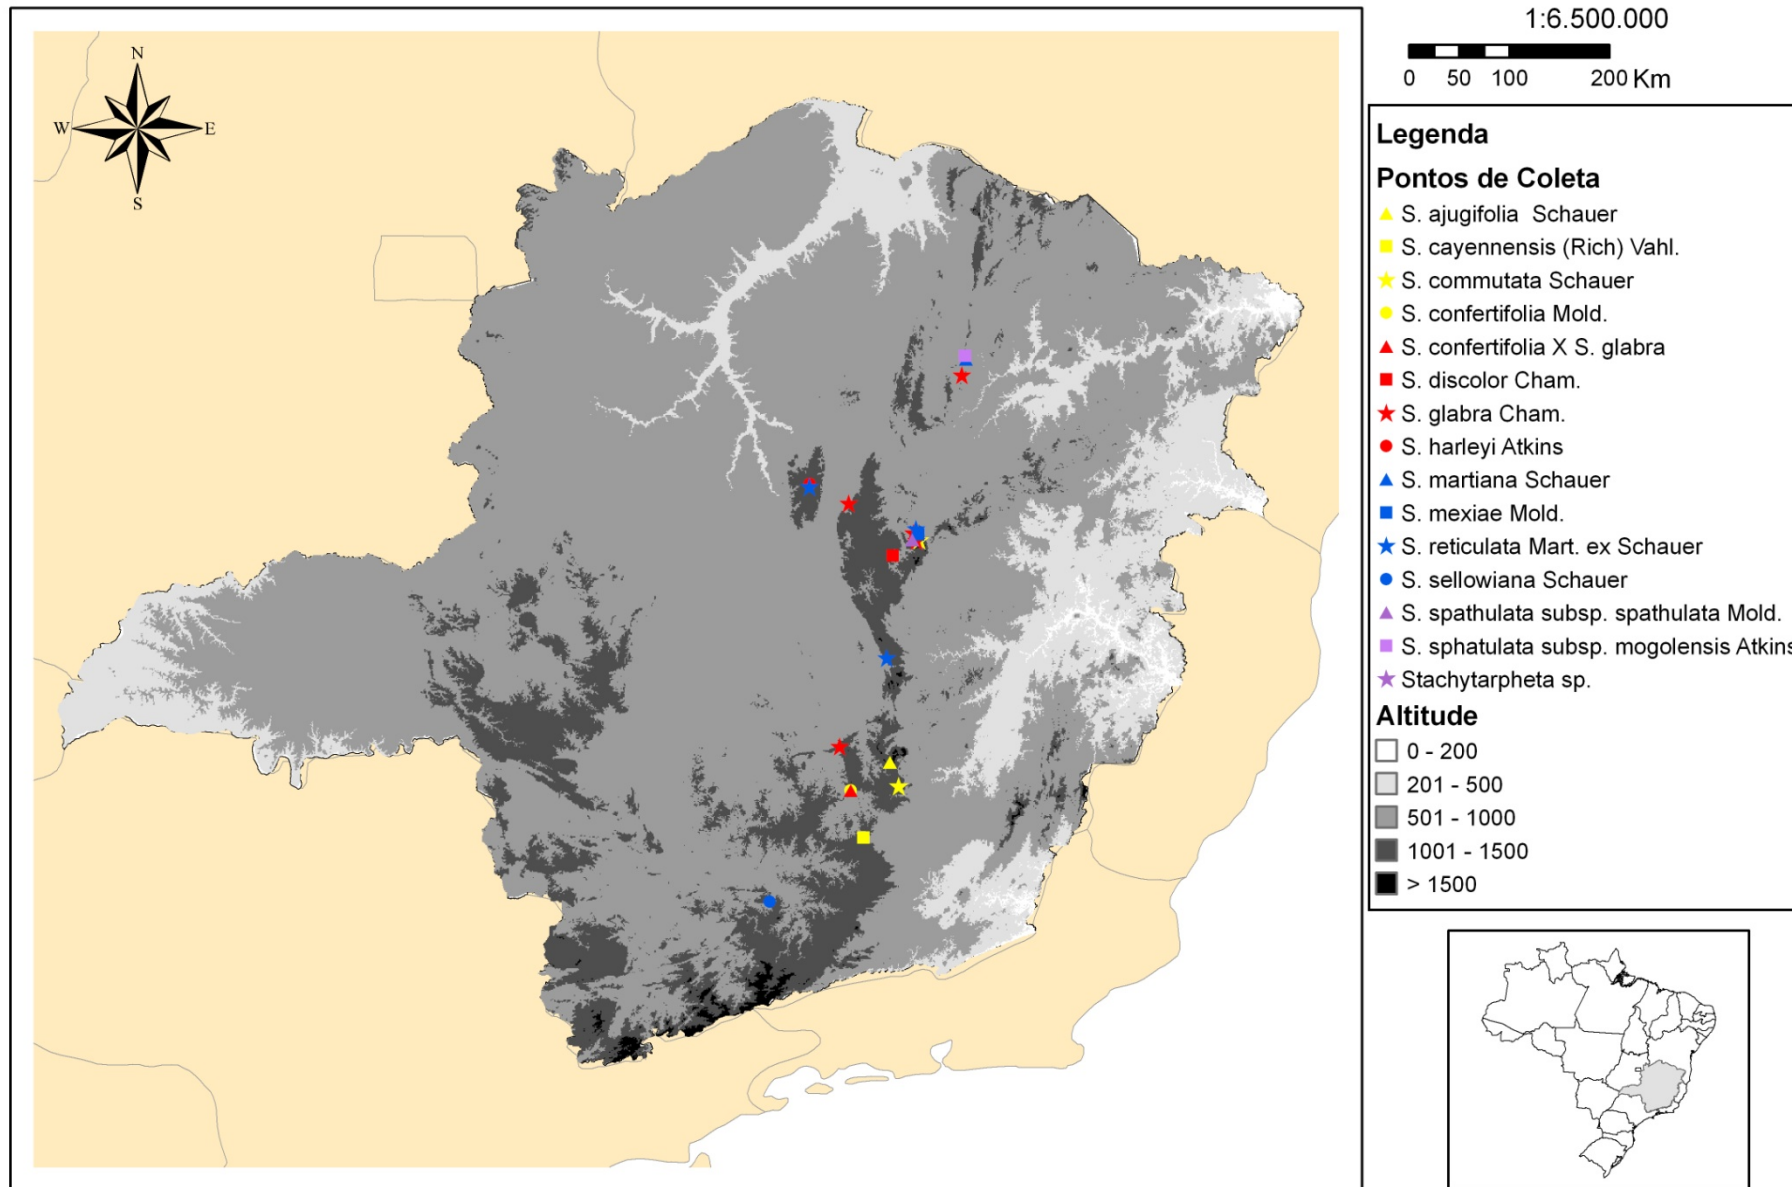 N
W
E
S
1:6.500.000
0 50 100 200 Km
Legenda
Pontos de Coleta
S. ajugifolia Schauer
S. cayennensis (Rich) Vahl.
S. commutata Schauer
S. confertifolia Mold.
S. confertifolia X S. glabra
S. discolor Cham.
S. glabra Cham.
S. harleyi Atkins
S. martiana Schauer
S. mexiae Mold.
S. reticulata Mart. ex Schauer
S. sellowiana Schauer
S. spathulata subsp. spathulata Mold.
S. sphatulata subsp. mogolensis Atkins
Stachytarpheta sp.
Altitude
0 - 200
201 - 500
501 - 1000
1001 - 1500
> 1500